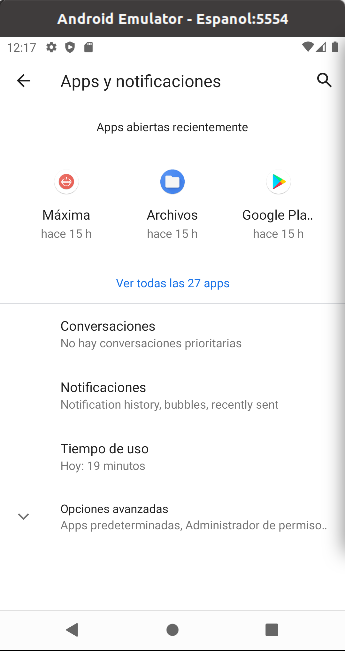 Android Emulator - Espanol:5554
12:17
Apps y notificaciones
Apps abiertas recientemente
Máxima
Archivos
Google Pla..
hace 15 h
hace 15 h
hace 15 h
Ver todas las 27 apps
Conversaciones
No hay conversaciones prioritarias
Notificaciones
Notification history, bubbles, recently sent
Tiempo de uso
Hoy: 19 minutos
Opciones avanzadas
Apps predeterminadas, Administrador de permiso..